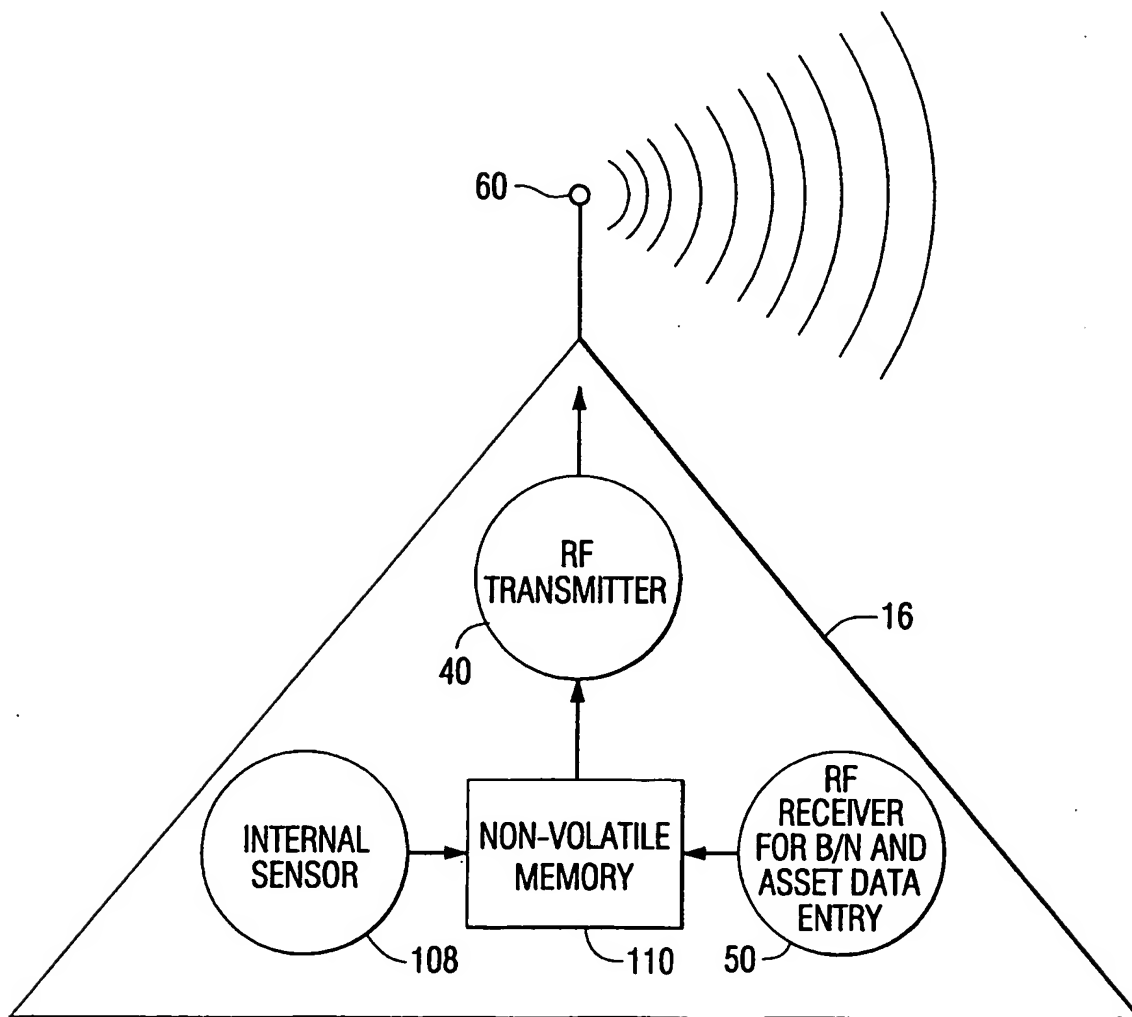 60
RF
TRANSMITTER
40
16
INTERNAL
SENSOR
108
NON-VOLATILE
MEMORY
110
RF
RECEIVER
FOR B/N AND
ASSET DATA
ENTRY
50